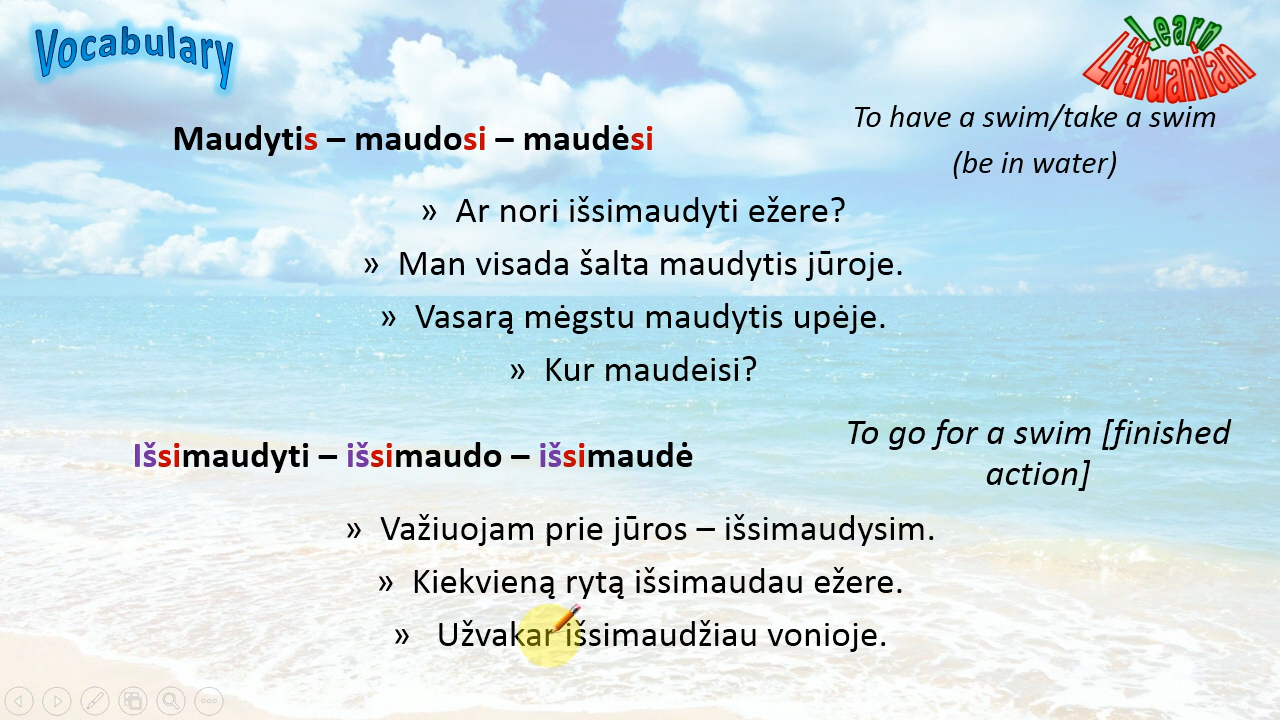 Vocabulary
Learn
Lithuanian
Maudytis – maudosi – maudėsi
To have a swim/take a swim
(be in water)
» Ar nori išsimaudyti ežere?
» Man visada šalta maudytis jūroje.
» Vasarą mėgstu maudytis upėje.
» Kur maudeisi?
Išsimaudyti – išsimaudo – išsimaudė
To go for a swim [finished
action]
» Važiuojam prie jūros – išsimaudysim.
» Kiekvieną rytą išsimaudau ežere.
» Užvakar išsimaudžiau vonioje.